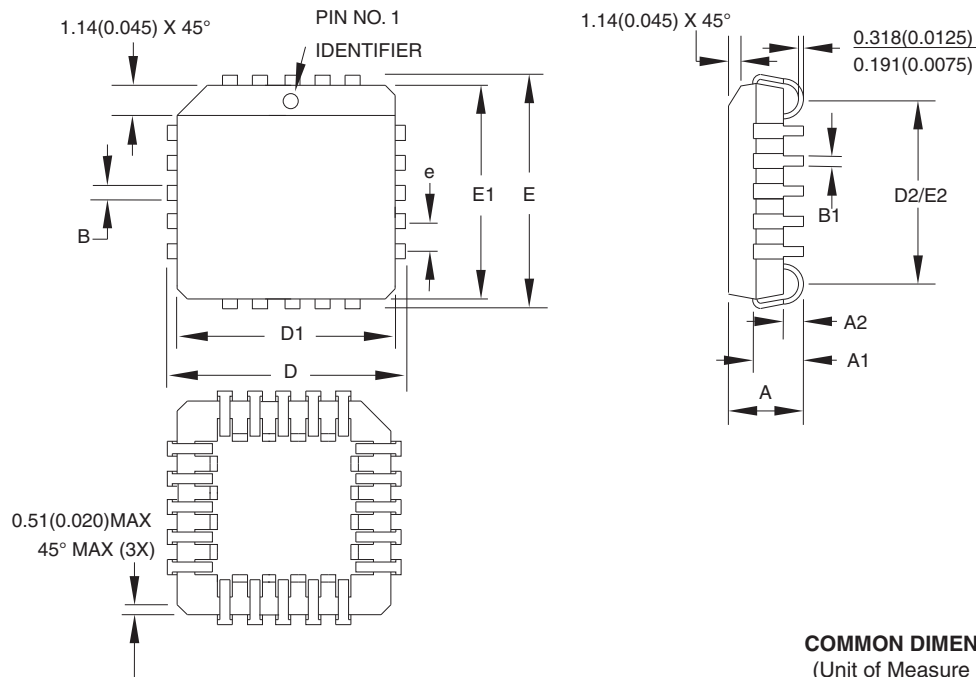 1.14(0.045) X 45°
PIN NO. 1
IDENTIFIER
1.14(0.045) X 45°
0.318(0.0125)
0.191(0.0075)
e
E1
E
B
B1
D2/E2
D1
D
A2
A1
A
0.51(0.020)MAX
45° MAX (3X)
COMMON DIMEN
(Unit of Measure